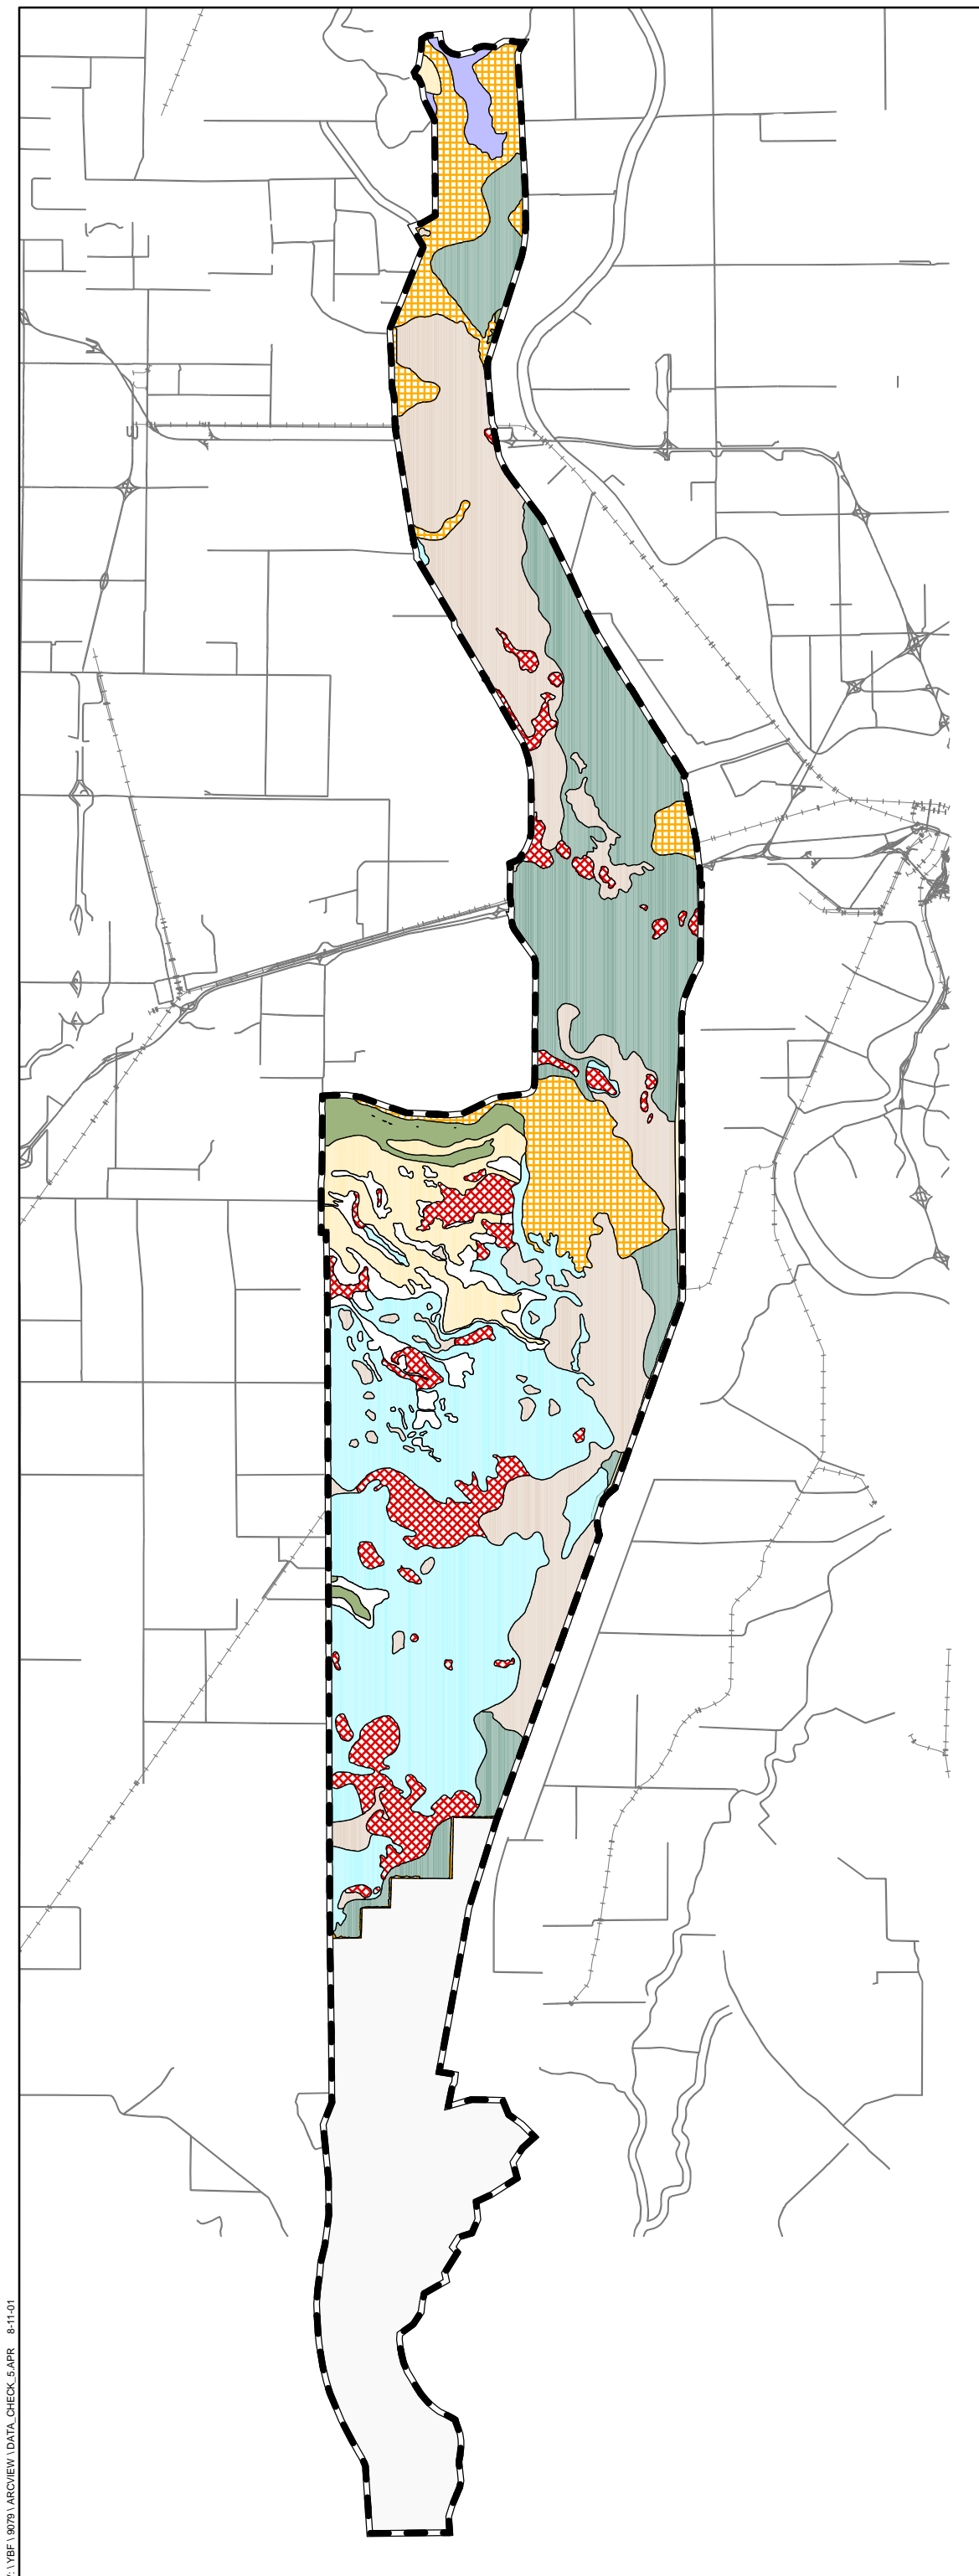 : \ YBF \ 9079 \ ARCVIEW \ DATA_CHECK_5.APR 8-11-01